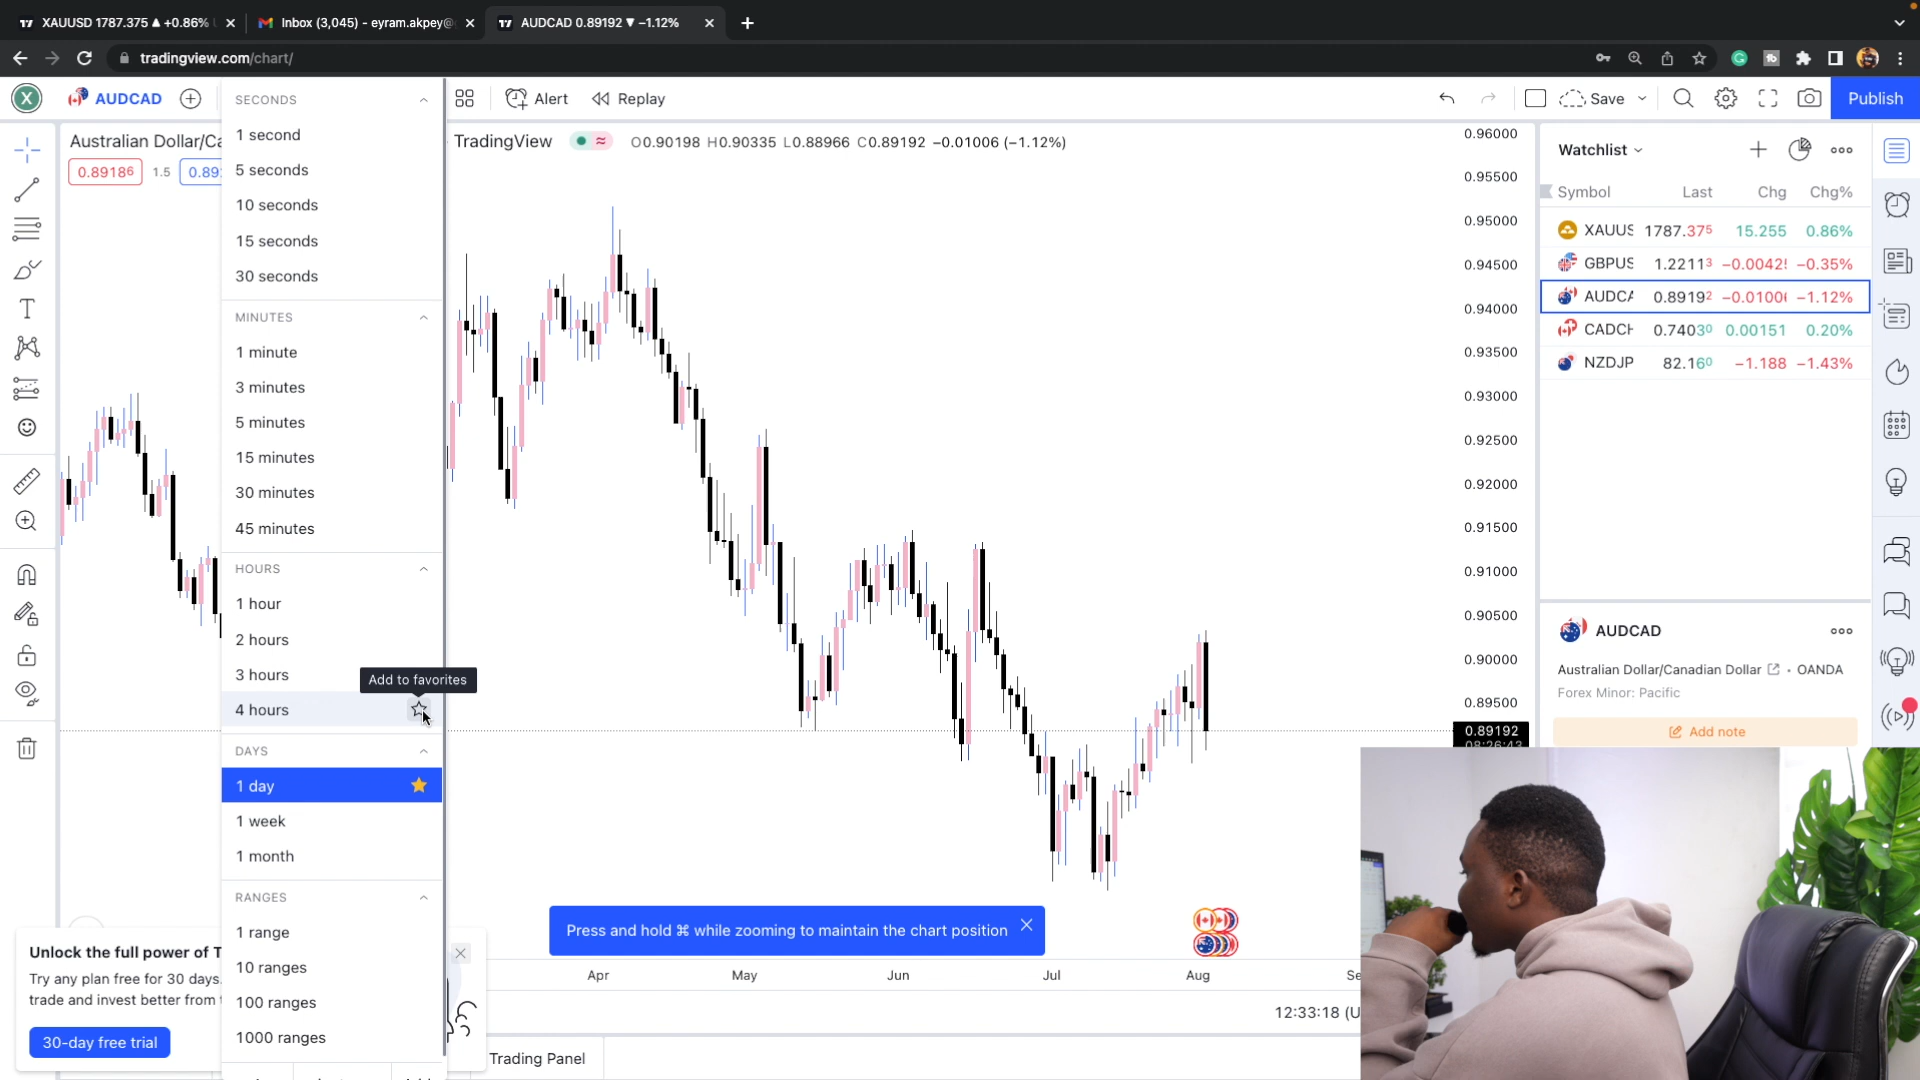 XAUUSD 1787.375 ▲ +0.86%
Inbox (3,045) - eyram.akpey@
AUDCAD 0.89192 ▼ −1.12%
tradingview.com/chart/
X
AUDCAD
Alert
Replay
Save
Publish
Australian Dollar/Ca
TradingView
O0.90198 H0.90335 L0.88966 C0.89192 −0.01006 (−1.12%)
0.89186
1.5
0.89
SECONDS
1 second
5 seconds
10 seconds
15 seconds
30 seconds
MINUTES
1 minute
3 minutes
5 minutes
15 minutes
30 minutes
45 minutes
HOURS
1 hour
2 hours
3 hours
Add to favorites
4 hours
DAYS
1 day
1 week
1 month
RANGES
1 range
10 ranges
100 ranges
1000 ranges
0.96000
0.95500
0.95000
0.94500
0.94000
0.93500
0.93000
0.92500
0.92000
0.91500
0.91000
0.90500
0.90000
0.89500
0.89192
08:26:43
Watchlist
Symbol Last Chg Chg%
XAUUS 1787.375 15.255 0.86%
GBPUS 1.22113 −0.0042 −0.35%
AUDCA 0.89192 −0.0100 −1.12%
CADCH 0.74030 0.00151 0.20%
NZDJP 82.160 −1.188 −1.43%
AUDCAD
Australian Dollar/Canadian Dollar • OANDA
Forex Minor: Pacific
Add note
Press and hold ⌘ while zooming to maintain the chart position
Unlock the full power of T
Try any plan free for 30 days.
trade and invest better from
30-day free trial
Apr May Jun Jul Aug Se
12:33:18 (U
Trading Panel